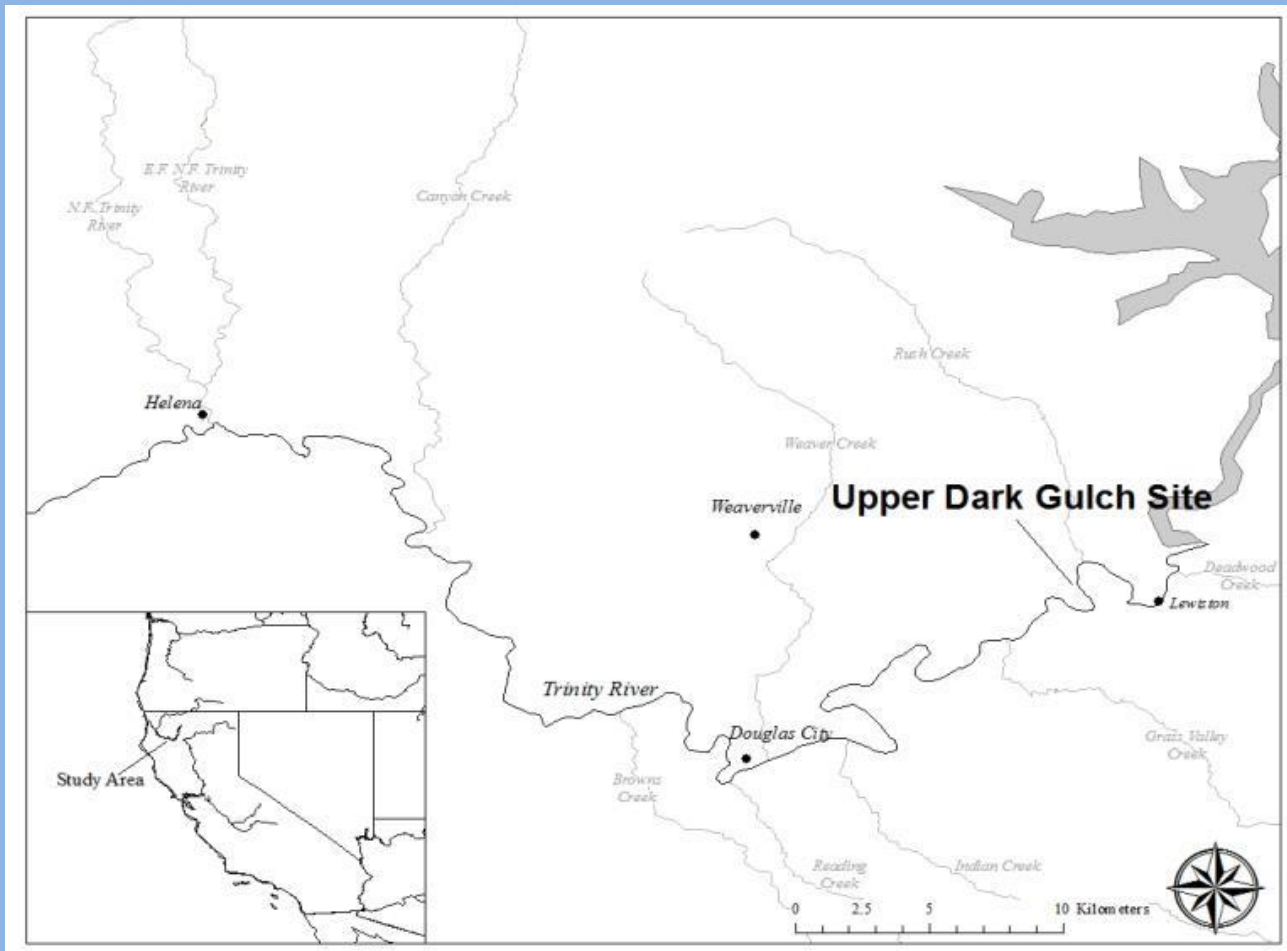 E.F. N.F. Trinity
River
N.F. Trinity
River
Canyon Creek
Rush Creek
Helena
Weaver Creek
Upper Dark Gulch Site
Weaverville
Deadwood
Creek
Lewiston
Trinity River
Douglas City
Grass Valley
Creek
Study Area
Browns
Creek
Reading
Creek
Indian Creek
0 2.5 5 10 Kilometers